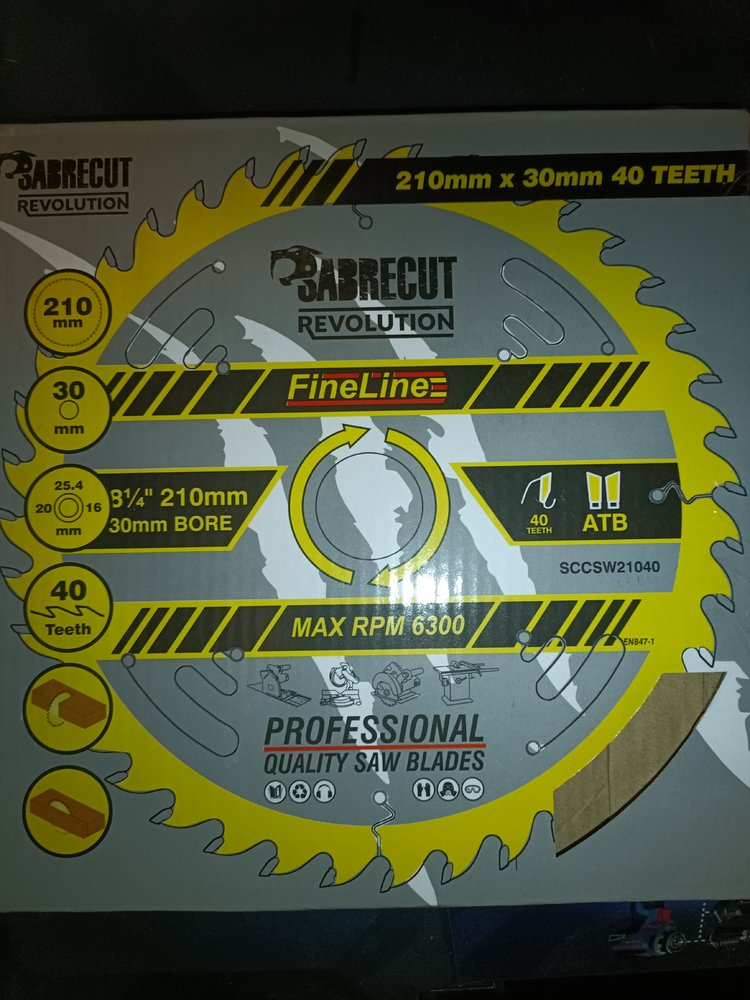 SABRECUT
REVOLUTION
210mm x 30mm 40 TEETH
SABRECUT
REVOLUTION
210
mm
FineLine
30
mm
25.4
20
16
mm
8¼" 210mm
30mm BORE
40
TEETH
ATB
SCCSW21040
40
Teeth
MAX RPM 6300
EN847-1
PROFESSIONAL
QUALITY SAW BLADES